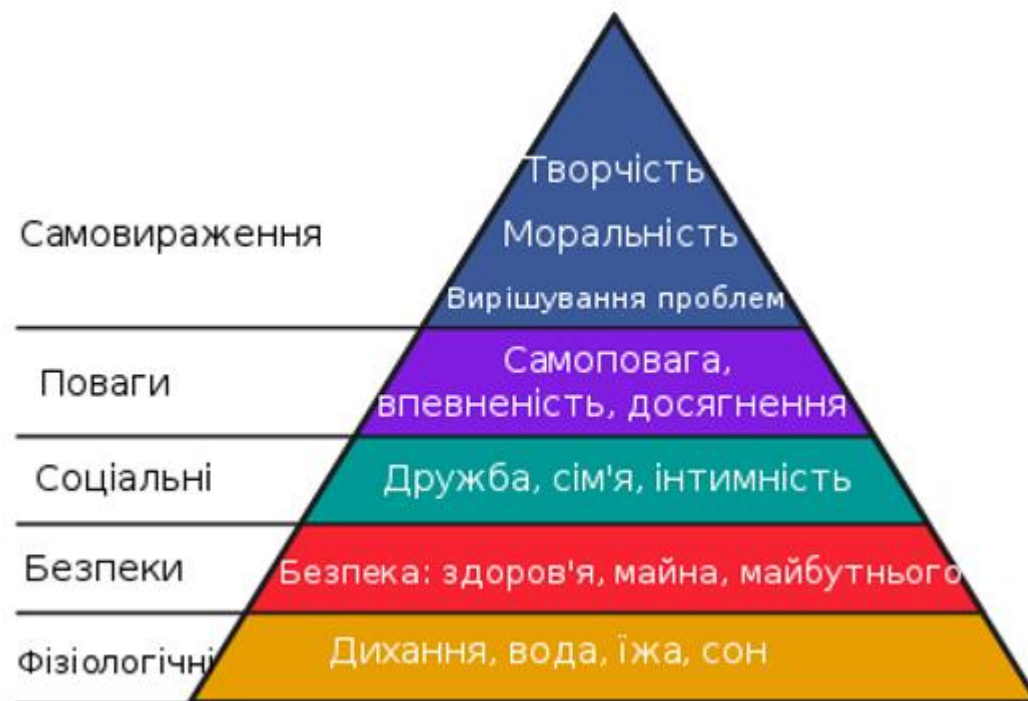 Творчість
Самовираження
Моральність
Вирішування проблем
Поваги
Самоповага,
впевненість, досягнення
Соціальні
Дружба, сім'я, інтимність
Безпеки
Безпека: здоров'я, майна, майбутнього
Фізіологічні
Дихання, вода, їжа, сон